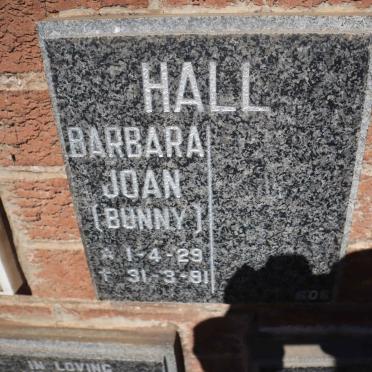 HALL
BARBARA
JOAN
(BUNNY)
☆ 1-4-29
† 31-3-81
IN LOVING